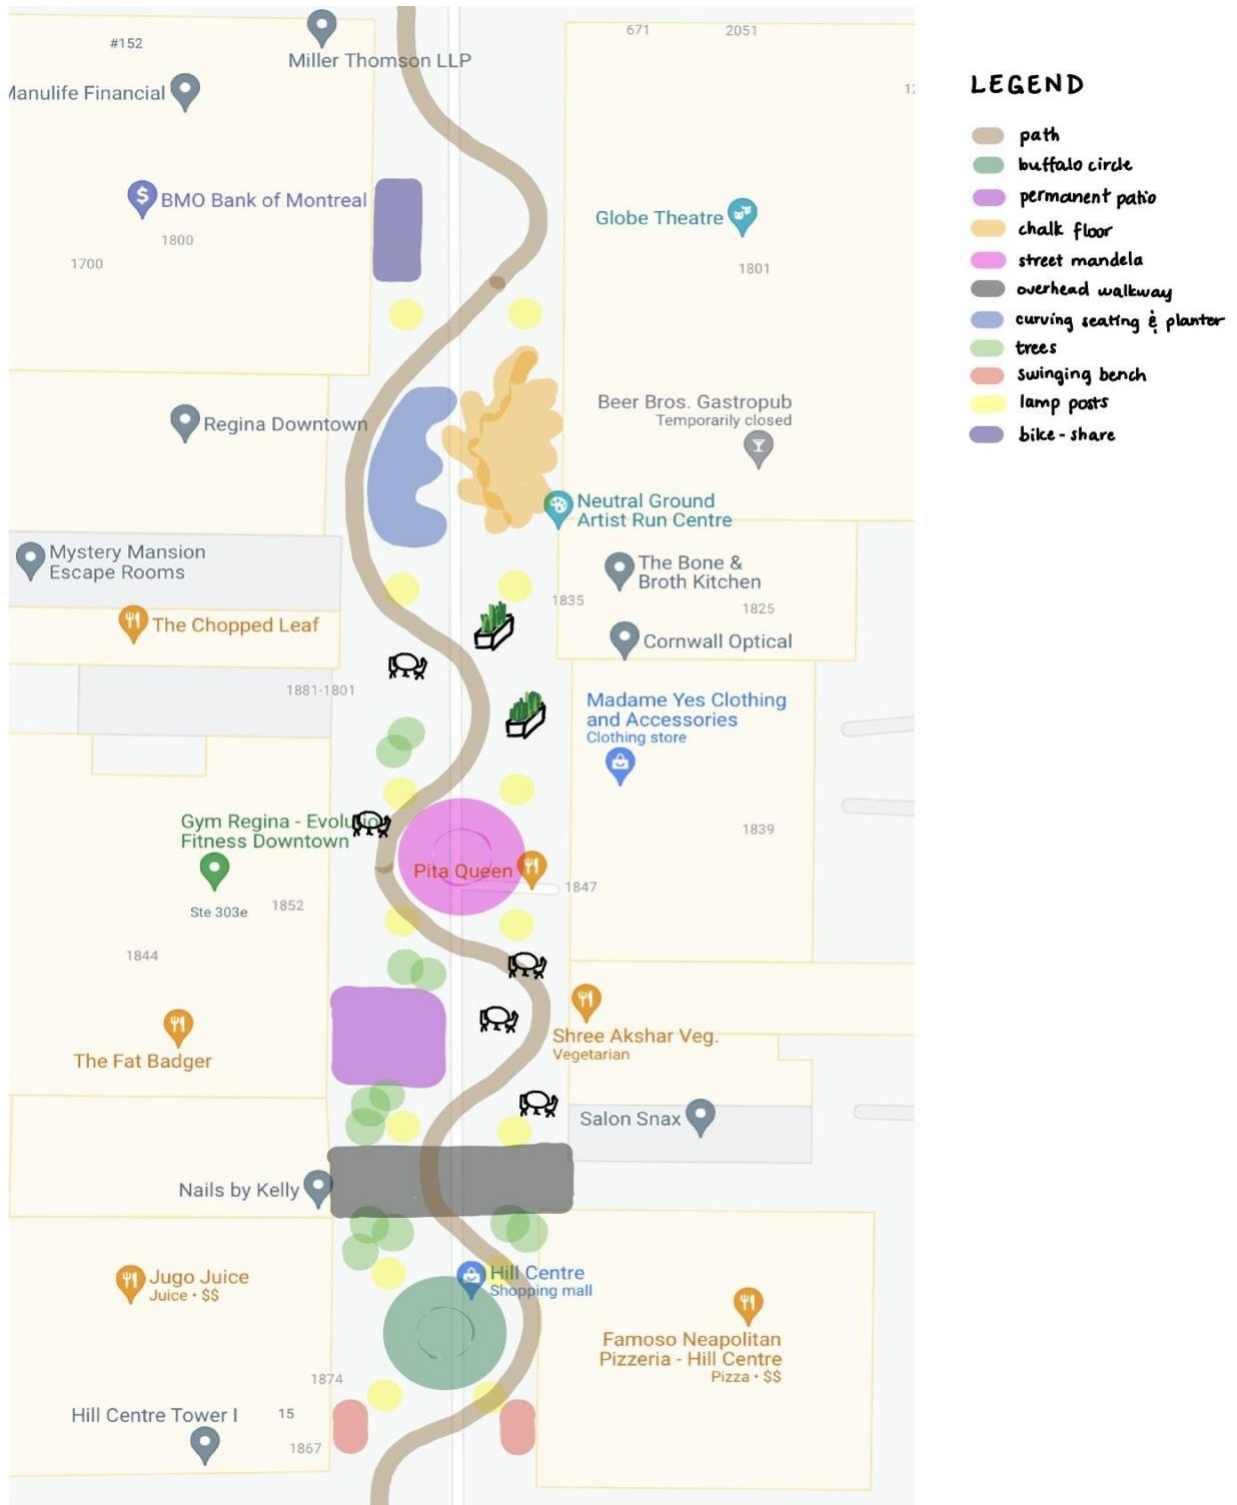 #152
671
2051
Miller Thomson LLP
Manulife Financial
BMO Bank of Montreal
1800
1700
Globe Theatre
1801
Regina Downtown
Beer Bros. Gastropub
Temporarily closed
Neutral Ground
Artist Run Centre
Mystery Mansion
Escape Rooms
The Bone &
Broth Kitchen
1835
1825
The Chopped Leaf
Cornwall Optical
1881-1801
Madame Yes Clothing
and Accessories
Clothing store
Gym Regina - Evolutio
Fitness Downtown
1839
Pita Queen
1847
Ste 303e
1852
1844
Shree Akshar Veg.
Vegetarian
The Fat Badger
Salon Snax
Nails by Kelly
Jugo Juice
Juice • $$
Hill Centre
Shopping mall
Famoso Neapolitan
Pizzeria - Hill Centre
Pizza • $$
1874
Hill Centre Tower I
15
1867
LEGEND
path
buffalo circle
permanent patio
chalk floor
street mandela
overhead walkway
curving seating & planter
trees
swinging bench
lamp posts
bike-share